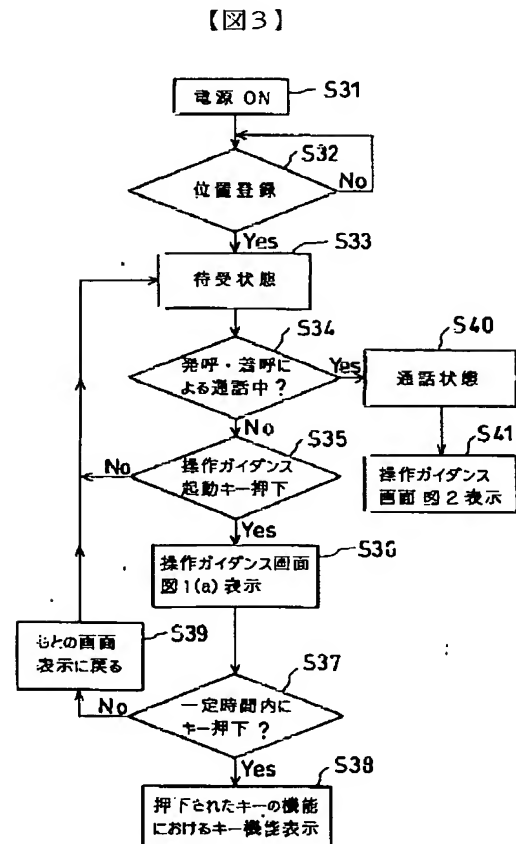 【図3】
電源 ON
S31
S32
位置登録
No
Yes
S33
待受状態
S34
発呼・着呼に
よる通話中?
Yes
S40
通話状態
No
S35
操作ガイダンス
起動キー押下
No
S41
操作ガイダンス
画面図2表示
Yes
S36
操作ガイダンス画面
図1(a)表示
S39
もとの画面
表示に戻る
S37
一定時間内に
キー押下?
No
Yes
S38
押下されたキーの機能
におけるキー機能表示